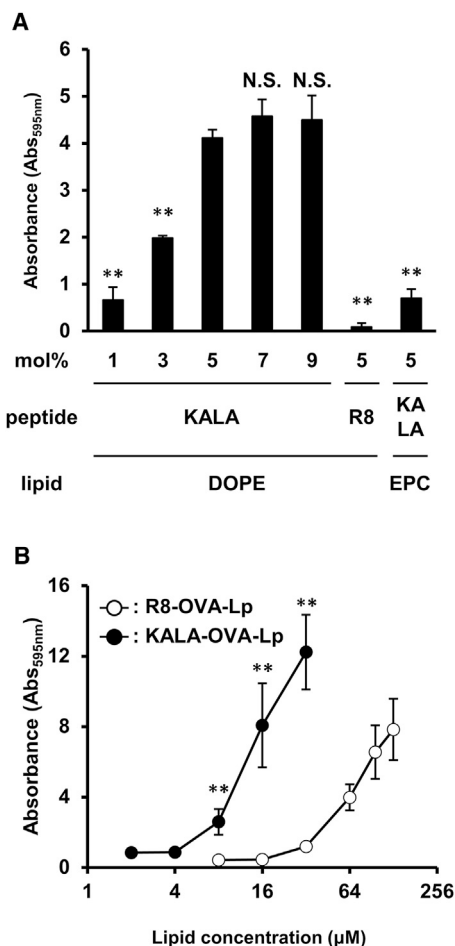 A
Absorbance (Abs595nm)
6
5
4
3
2
1
0
** ** N.S. N.S. ** **
mol% 1 3 5 7 9 5 5
peptide KALA R8 KA
LA
lipid DOPE EPC
B
Absorbance (Abs595nm)
16
12
8
4
0
: R8-OVA-Lp
: KALA-OVA-Lp
** ** **
1 4 16 64 256
Lipid concentration (µM)